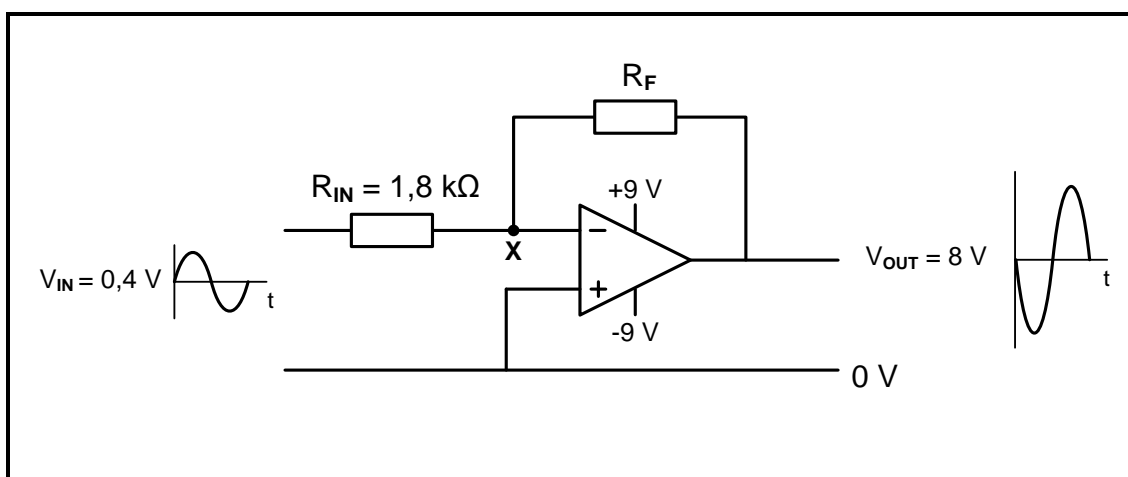 R_F
R_IN = 1,8 kΩ
+9 V
−
X
V_IN = 0,4 V
t
+
-9 V
V_OUT = 8 V
t
0 V